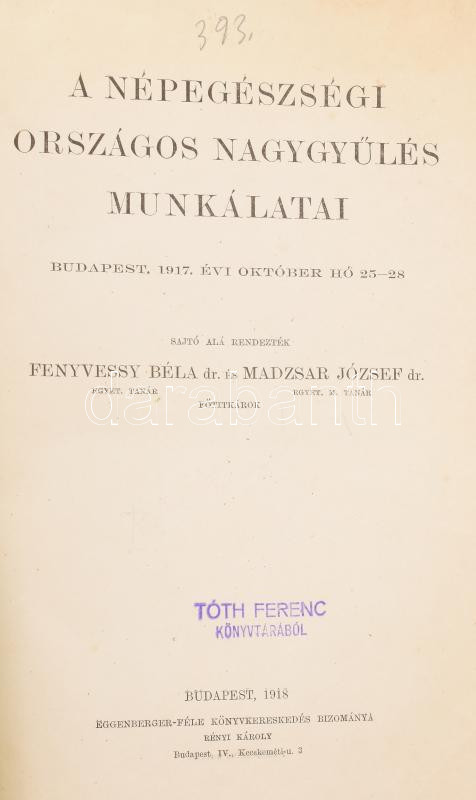 393.
A NÉPEGÉSZSÉGI
ORSZÁGOS NAGYGYŰLÉS
MUNKÁLATAI
BUDAPEST, 1917. ÉVI OKTÓBER HÓ 25–28
SAJTÓ ALÁ RENDEZTÉK
FENYVESSY BÉLA dr. És MADZSAR JÓZSEF dr.
EGYET. TANÁR EGYET. M. TANÁR
FŐTITKÁROK
darabanth
TÓTH FERENC
KÖNYVTÁRÁBÓL
BUDAPEST, 1918
EGGENBERGER-FÉLE KÖNYVKERESKEDÉS BIZOMÁNYA
RÉNYI KÁROLY
Budapest, IV., Kecskeméti-u. 3